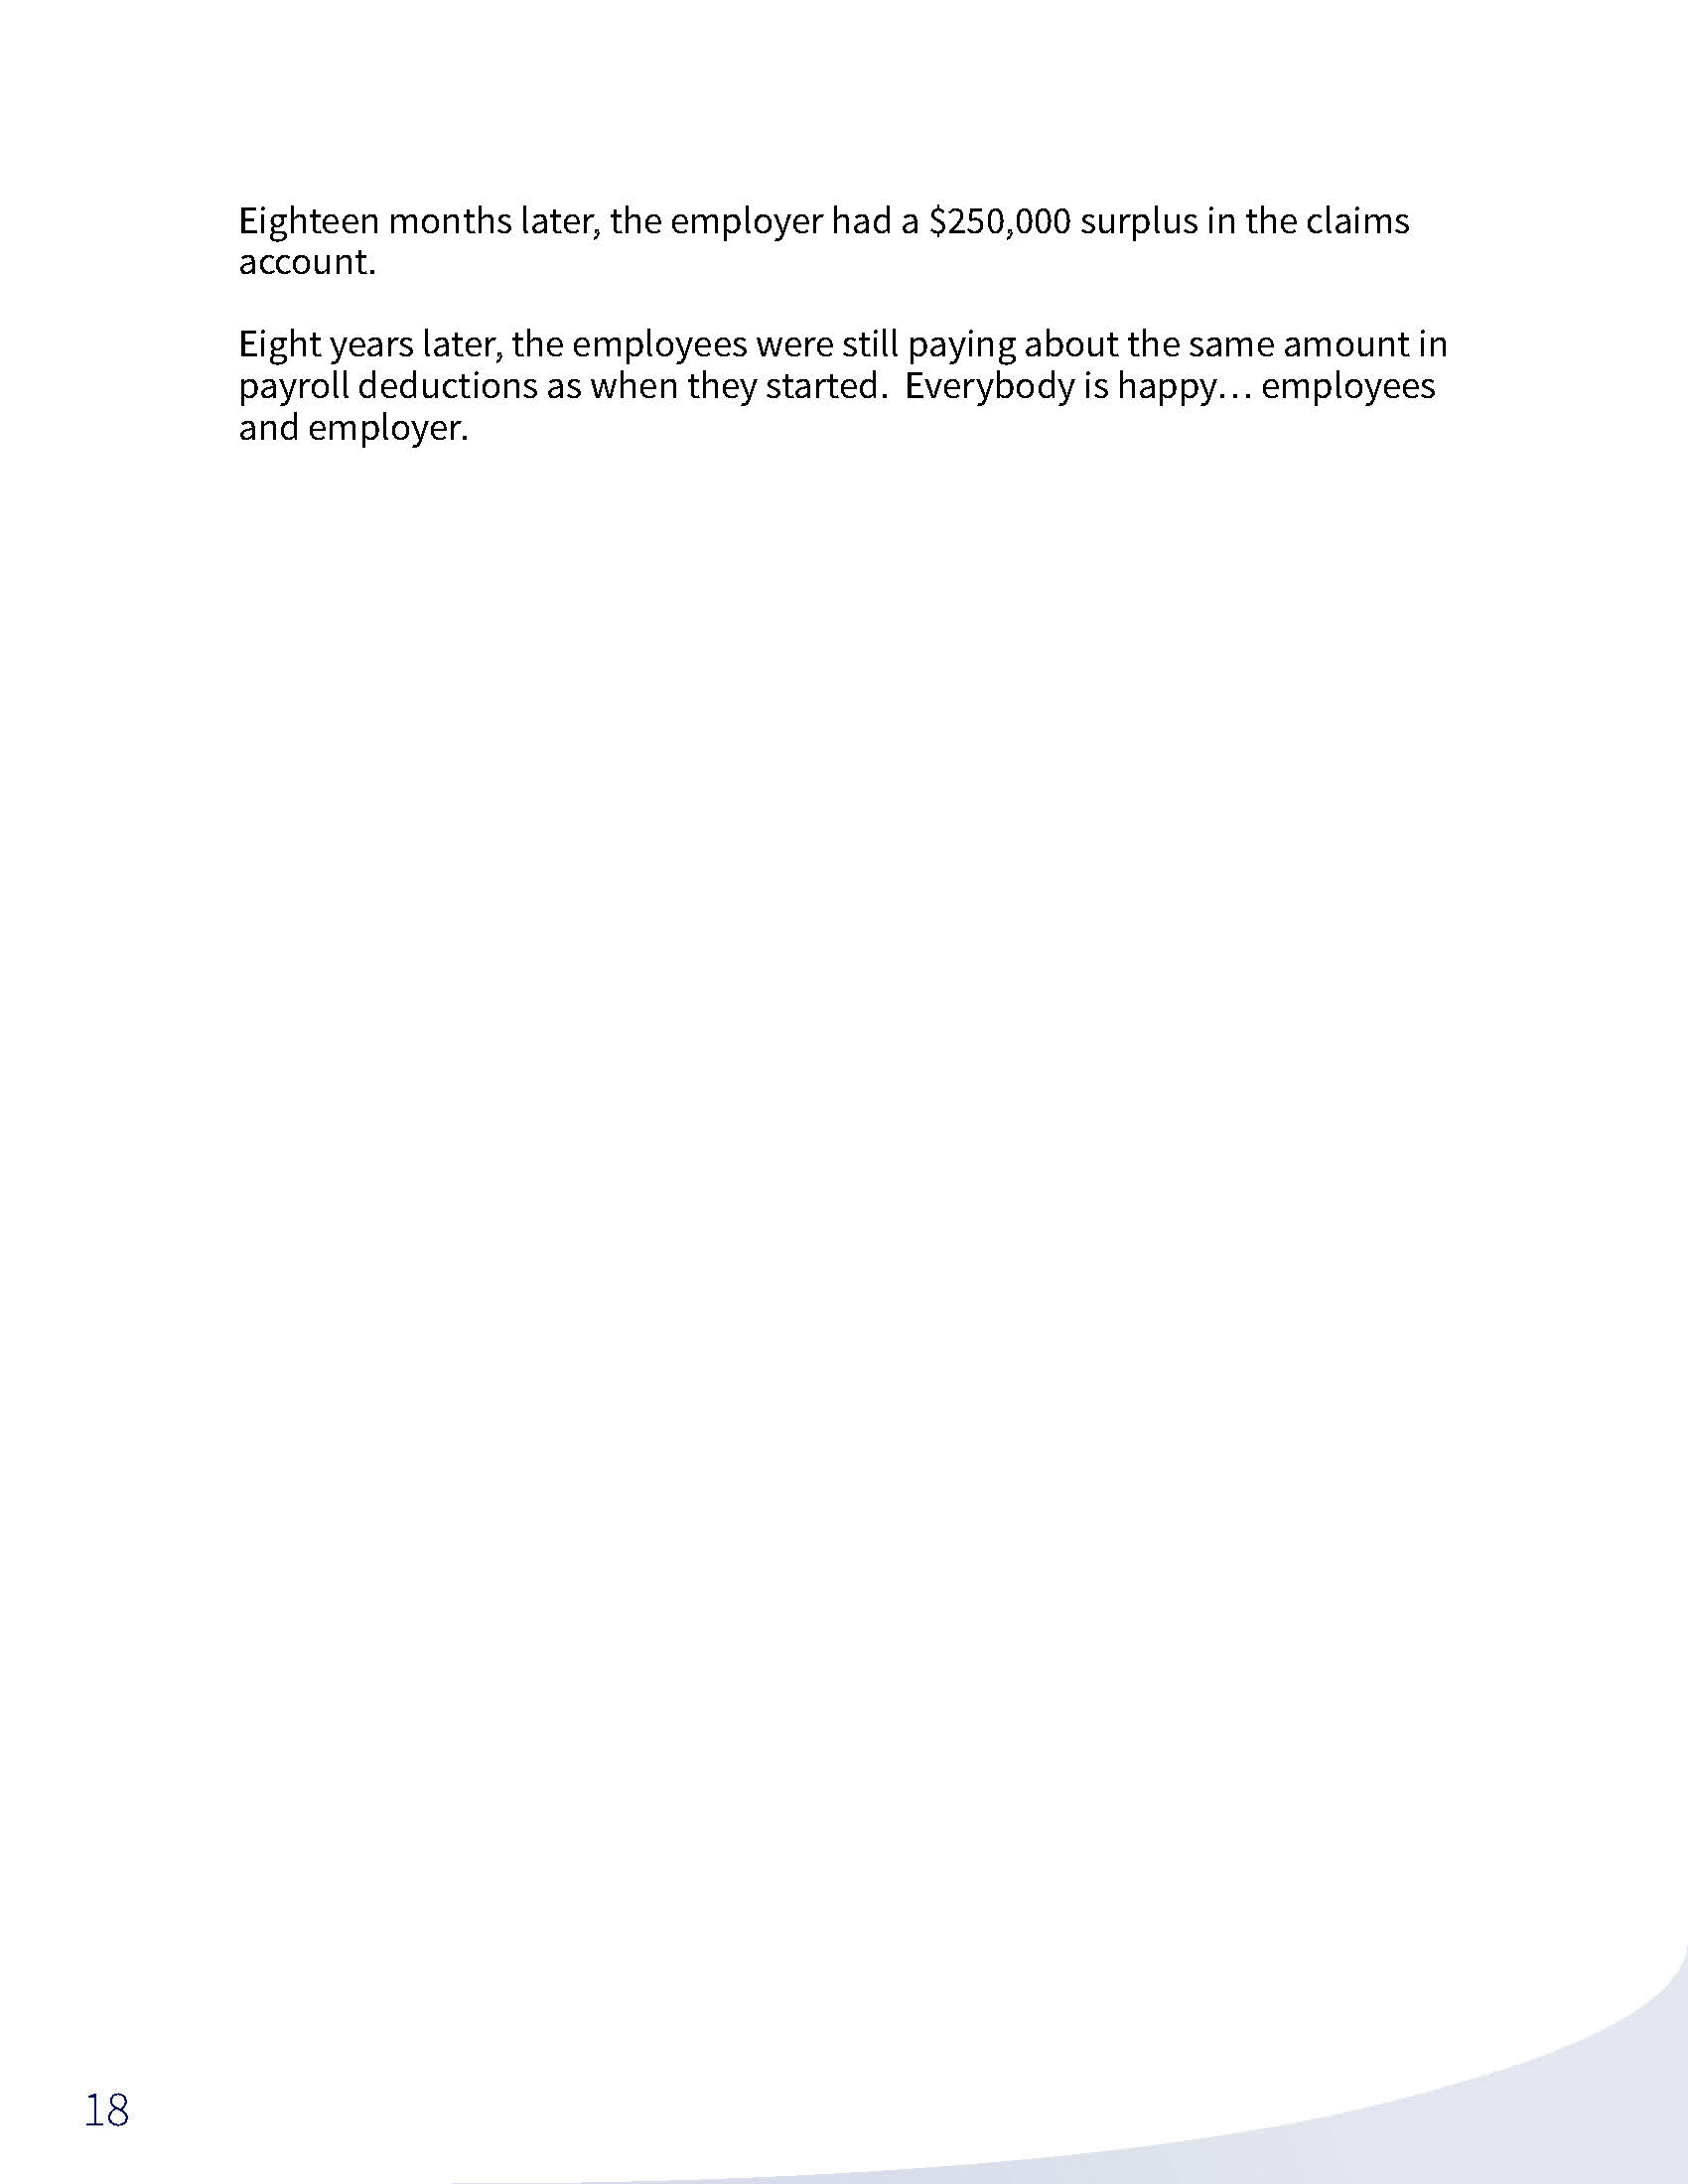 Eighteen months later, the employer had a $250,000 surplus in the claims
account.
Eight years later, the employees were still paying about the same amount in
payroll deductions as when they started.  Everybody is happy… employees
and employer.
18